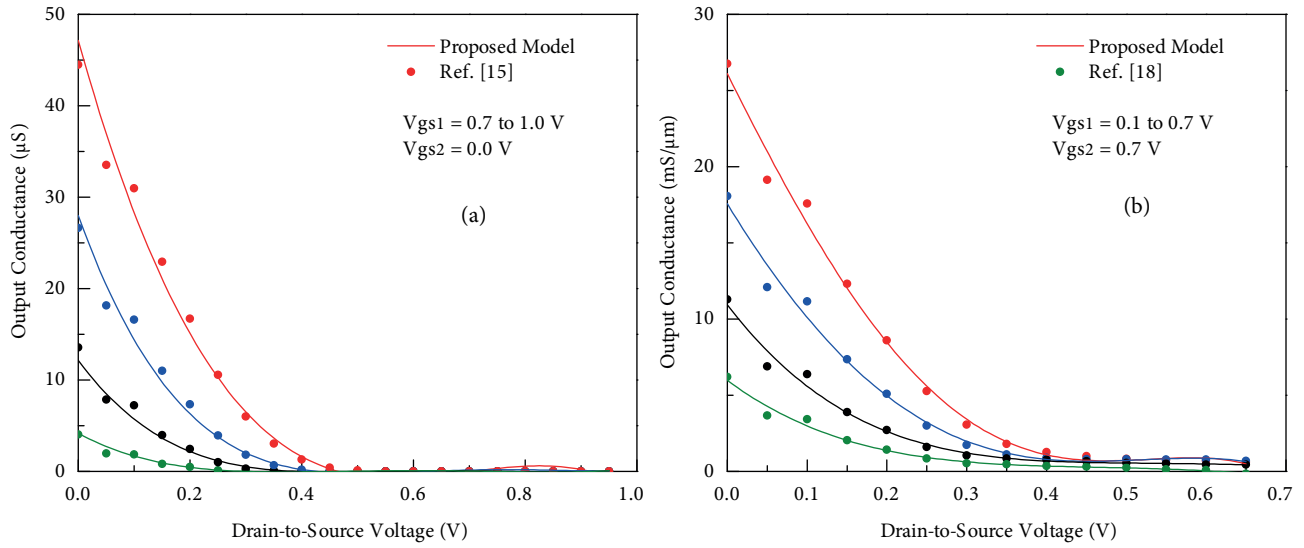 50
40
30
20
10
0
Output Conductance (µS)
Proposed Model
Ref. [15]
Vgs1 = 0.7 to 1.0 V
Vgs2 = 0.0 V
(a)
0.0 0.2 0.4 0.6 0.8 1.0
Drain-to-Source Voltage (V)
30
20
10
0
Output Conductance (mS/µm)
Proposed Model
Ref. [18]
Vgs1 = 0.1 to 0.7 V
Vgs2 = 0.7 V
(b)
0.0 0.1 0.2 0.3 0.4 0.5 0.6 0.7
Drain-to-Source Voltage (V)